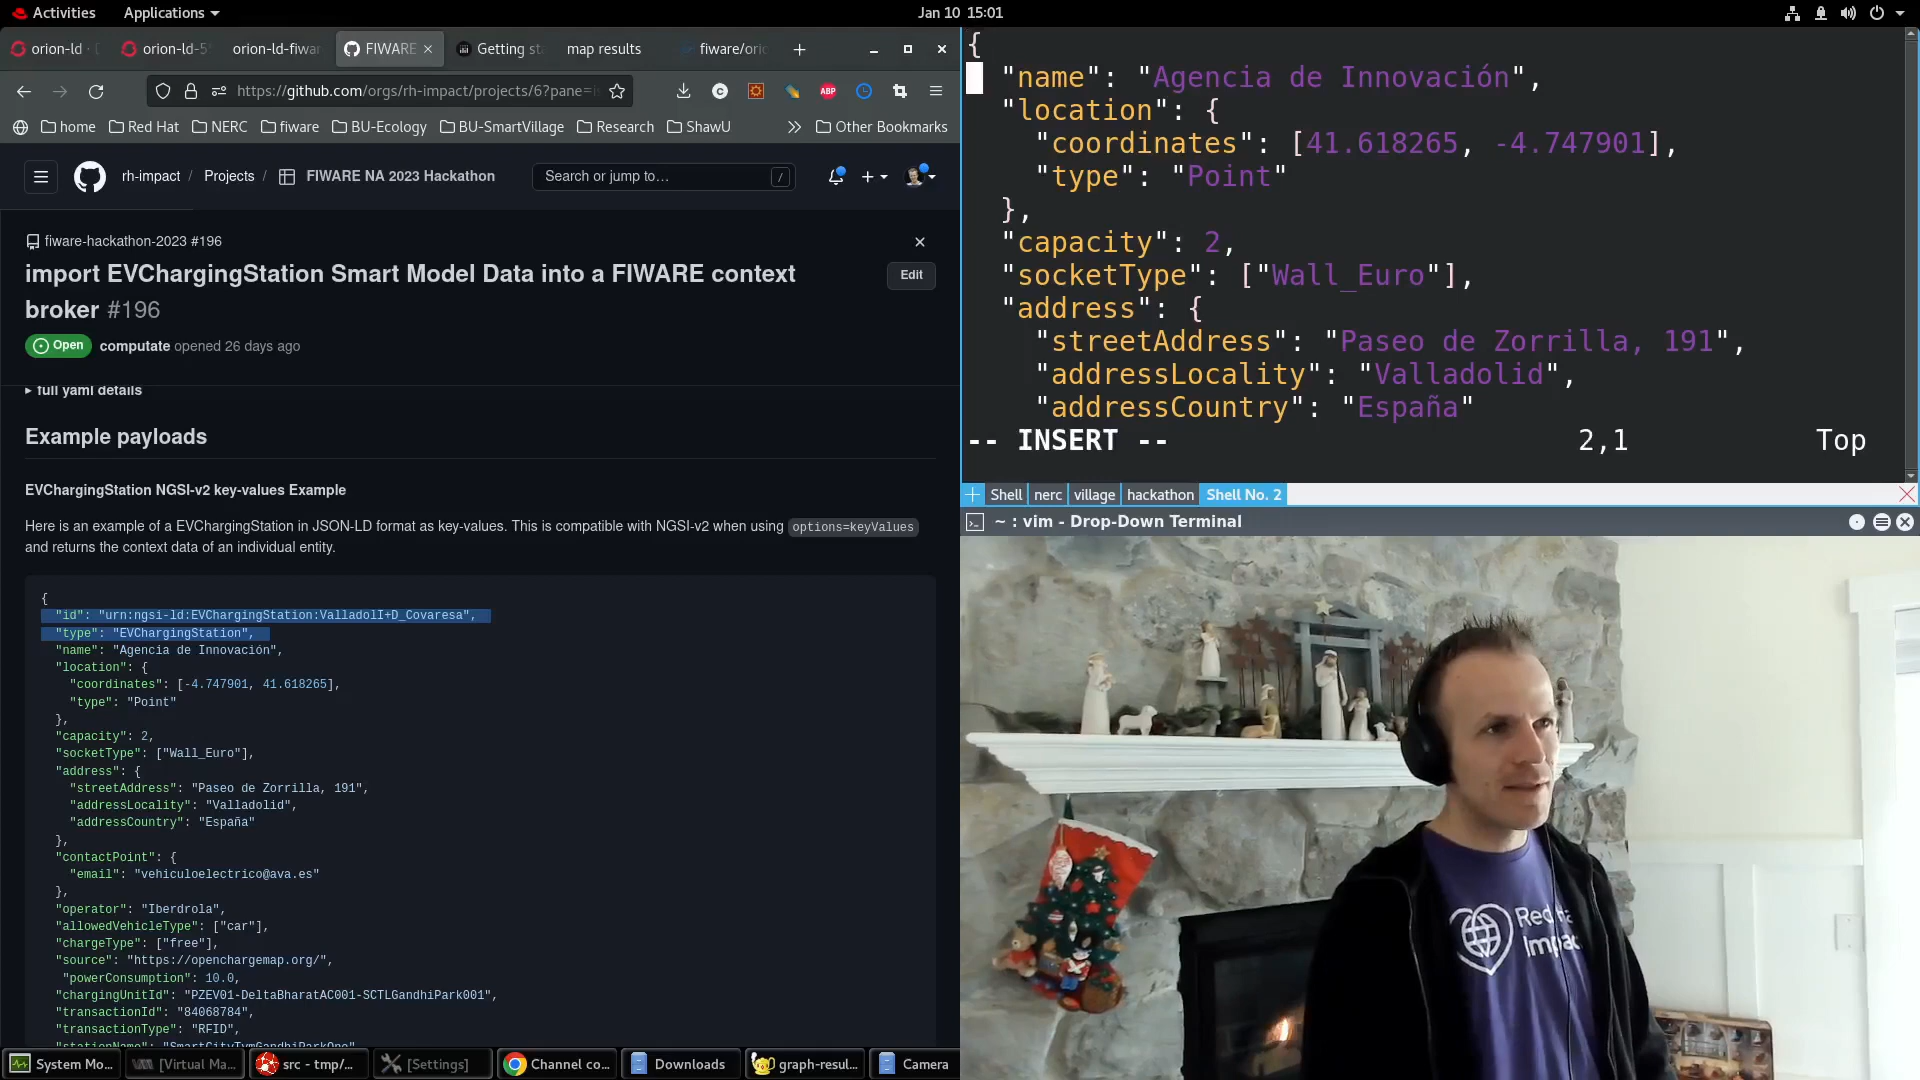 Activities
Applications
Jan 10 15:01
orion-ld
orion-ld-5
orion-ld-fiwar
FIWARE
Getting st
map results
fiware/ori
https://github.com/orgs/rh-impact/projects/6?pane=i
ABP
home
Red Hat
NERC
fiware
BU-Ecology
BU-SmartVillage
Research
ShawU
Other Bookmarks
rh-impact / Projects / FIWARE NA 2023 Hackathon
Search or jump to…
/
fiware-hackathon-2023 #196
import EVChargingStation Smart Model Data into a FIWARE context
broker #196
Edit
Open
computate opened 26 days ago
full yaml details
Example payloads
EVChargingStation NGSI-v2 key-values Example
Here is an example of a EVChargingStation in JSON-LD format as key-values. This is compatible with NGSI-v2 when using options=keyValues
and returns the context data of an individual entity.
{
"id": "urn:ngsi-ld:EVChargingStation:ValladolI+D_Covaresa",
"type": "EVChargingStation",
"name": "Agencia de Innovación",
"location": {
"coordinates": [-4.747901, 41.618265],
"type": "Point"
},
"capacity": 2,
"socketType": ["Wall_Euro"],
"address": {
"streetAddress": "Paseo de Zorrilla, 191",
"addressLocality": "Valladolid",
"addressCountry": "España"
},
"contactPoint": {
"email": "vehiculoelectrico@ava.es"
},
"operator": "Iberdrola",
"allowedVehicleType": ["car"],
"chargeType": ["free"],
"source": "https://openchargemap.org/",
"powerConsumption": 10.0,
"chargingUnitId": "PZEV01-DeltaBharatAC001-SCTLGandhiPark001",
"transactionId": "84068784",
"transactionType": "RFID",
"stationName": "SmartCityTvmGandhiParkOne"
{
"name": "Agencia de Innovación",
"location": {
"coordinates": [41.618265, -4.747901],
"type": "Point"
},
"capacity": 2,
"socketType": ["Wall_Euro"],
"address": {
"streetAddress": "Paseo de Zorrilla, 191",
"addressLocality": "Valladolid",
"addressCountry": "España"
-- INSERT --
2,1
Top
Shell
nerc
village
hackathon
Shell No. 2
~ : vim - Drop-Down Terminal
Red Ha
Impac
System Mo...
[Virtual Ma...
src - tmp/...
[Settings]
Channel co...
Downloads
graph-resul...
Camera